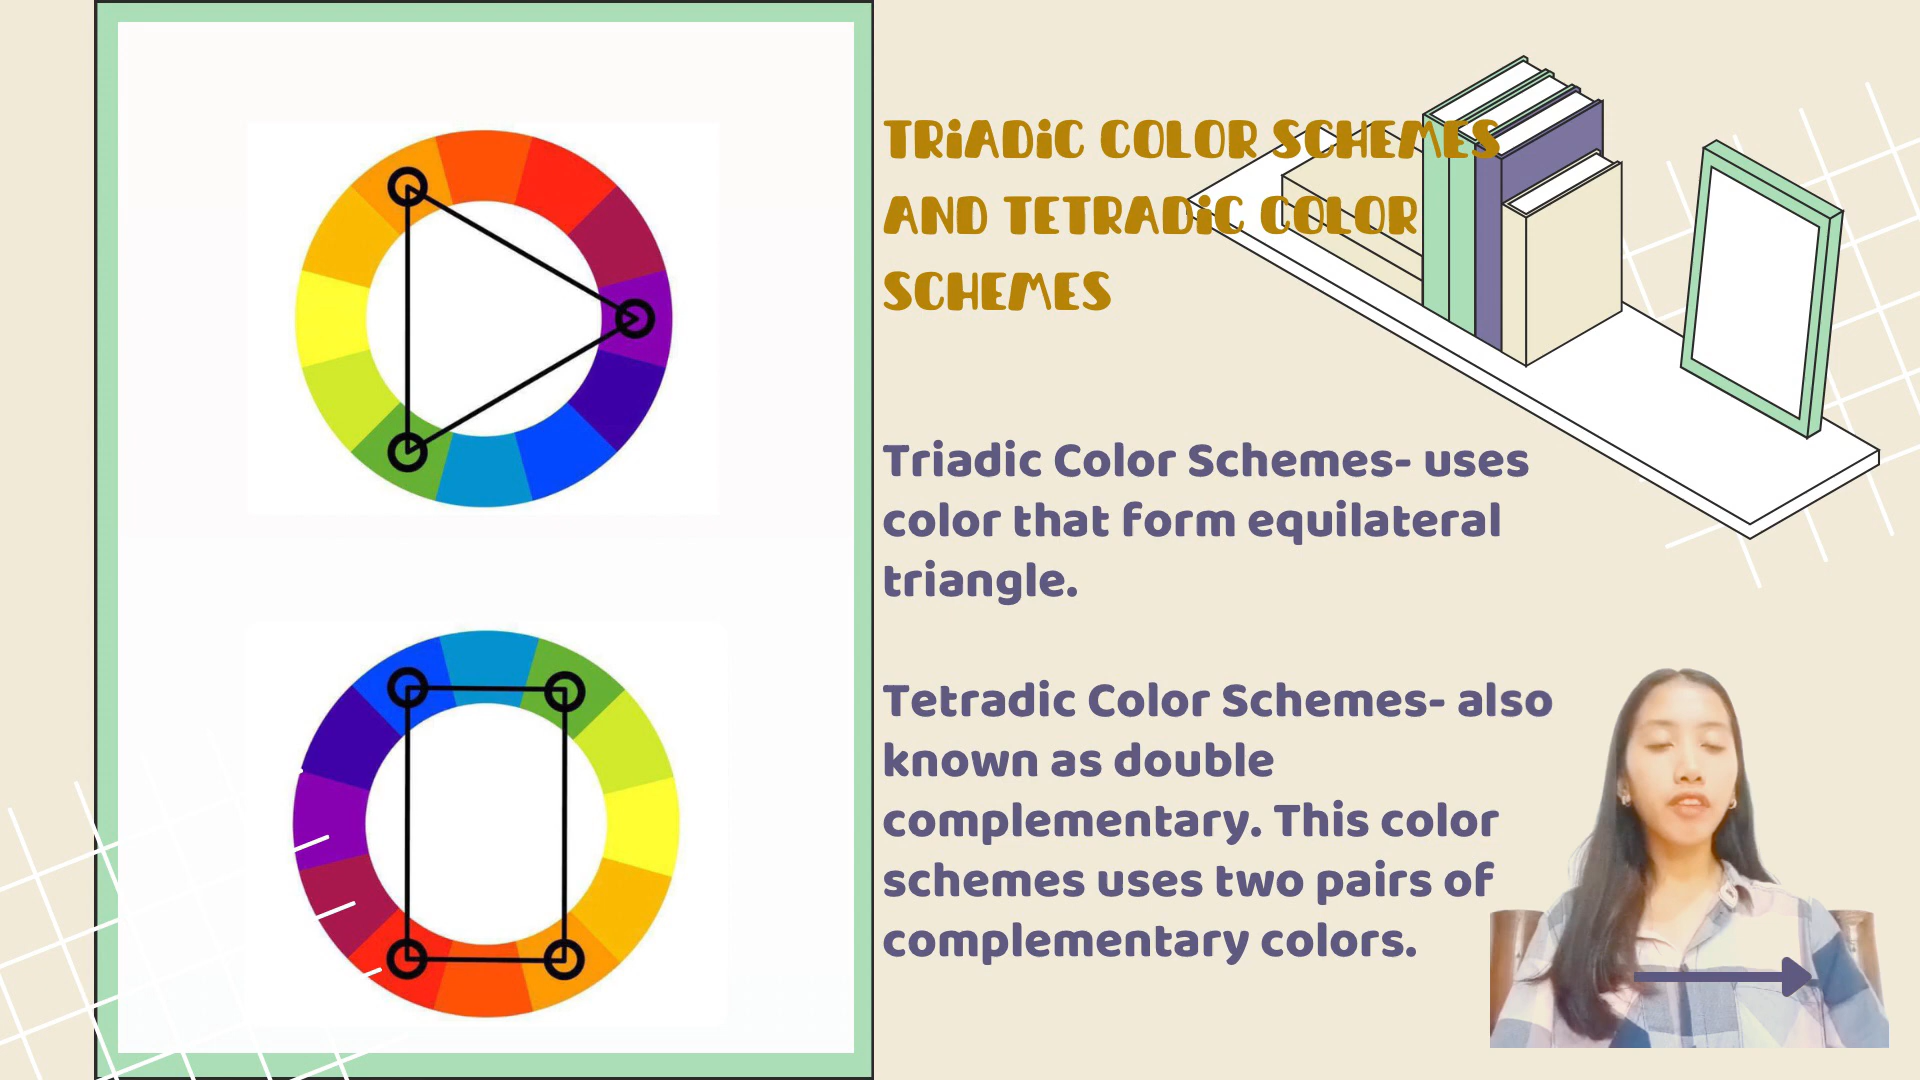 TRiADiC COLOR SCHEMES
AND TETRADiC COLOR
SCHEMES
Triadic Color Schemes- uses
color that form equilateral
triangle.
Tetradic Color Schemes- also
known as double
complementary. This color
schemes uses two pairs of
complementary colors.